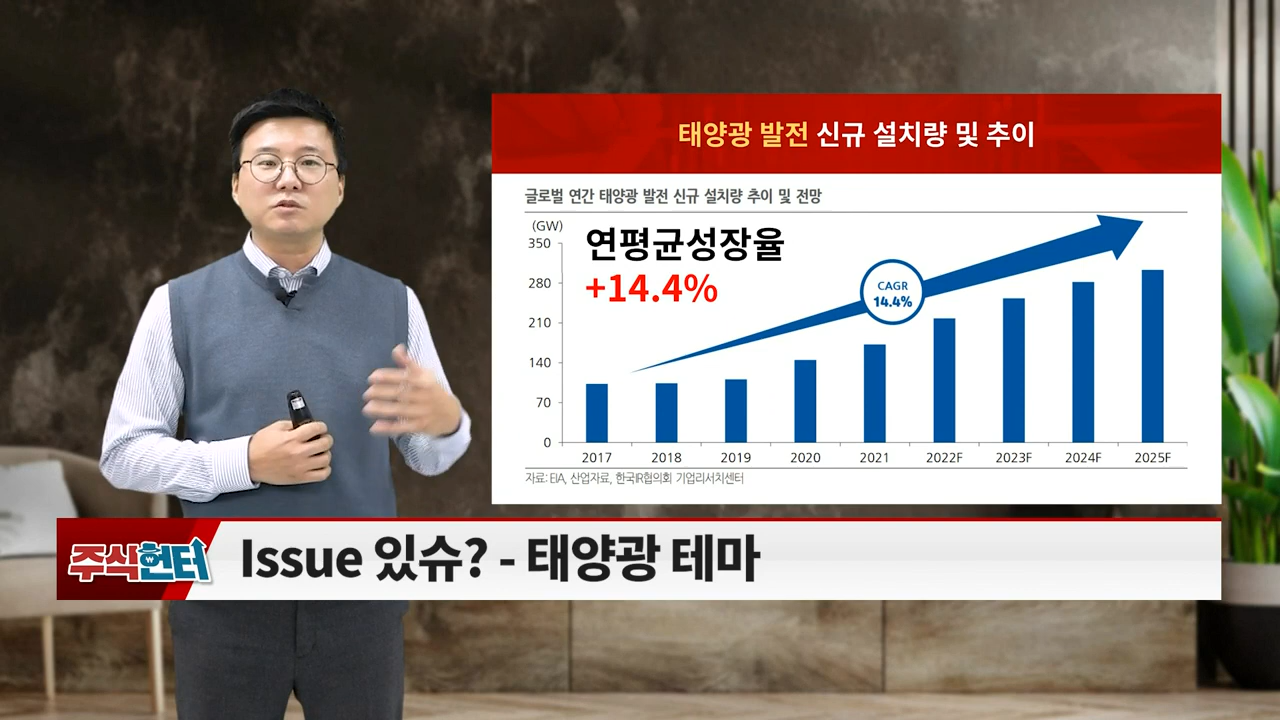 태양광 발전 신규 설치량 및 추이
글로벌 연간 태양광 발전 신규 설치량 추이 및 전망
(GW)
연평균성장율
+14.4%
CAGR
14.4%
350
280
210
140
70
0
2017 2018 2019 2020 2021 2022F 2023F 2024F 2025F
자료: EIA, 산업자료, 한국IR협의회 기업리서치센터
주식헌터
Issue 있슈? - 태양광 테마